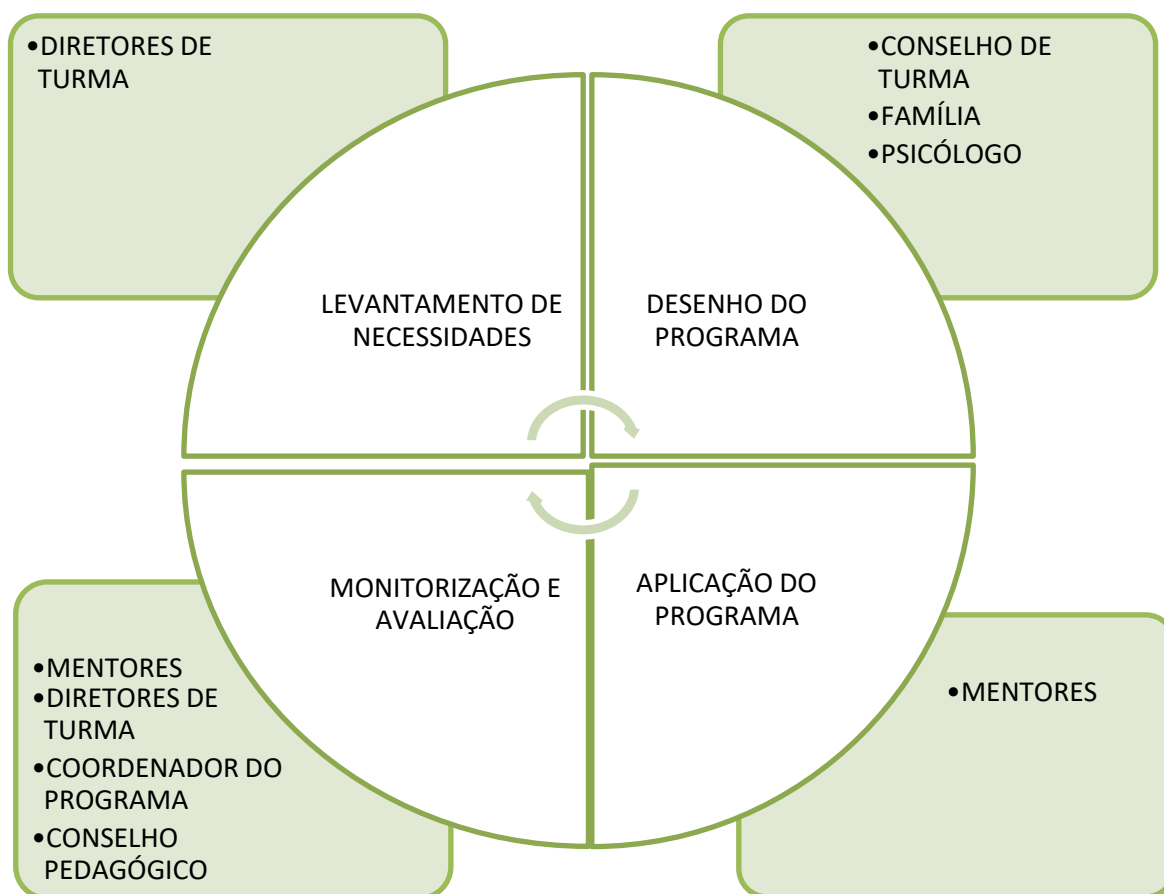 •DIRETORES DE
TURMA
•CONSELHO DE
TURMA
•FAMÍLIA
•PSICÓLOGO
LEVANTAMENTO DE
NECESSIDADES
DESENHO DO
PROGRAMA
MONITORIZAÇÃO E
AVALIAÇÃO
APLICAÇÃO DO
PROGRAMA
•MENTORES
•DIRETORES DE
TURMA
•COORDENADOR DO
PROGRAMA
•CONSELHO
PEDAGÓGICO
•MENTORES